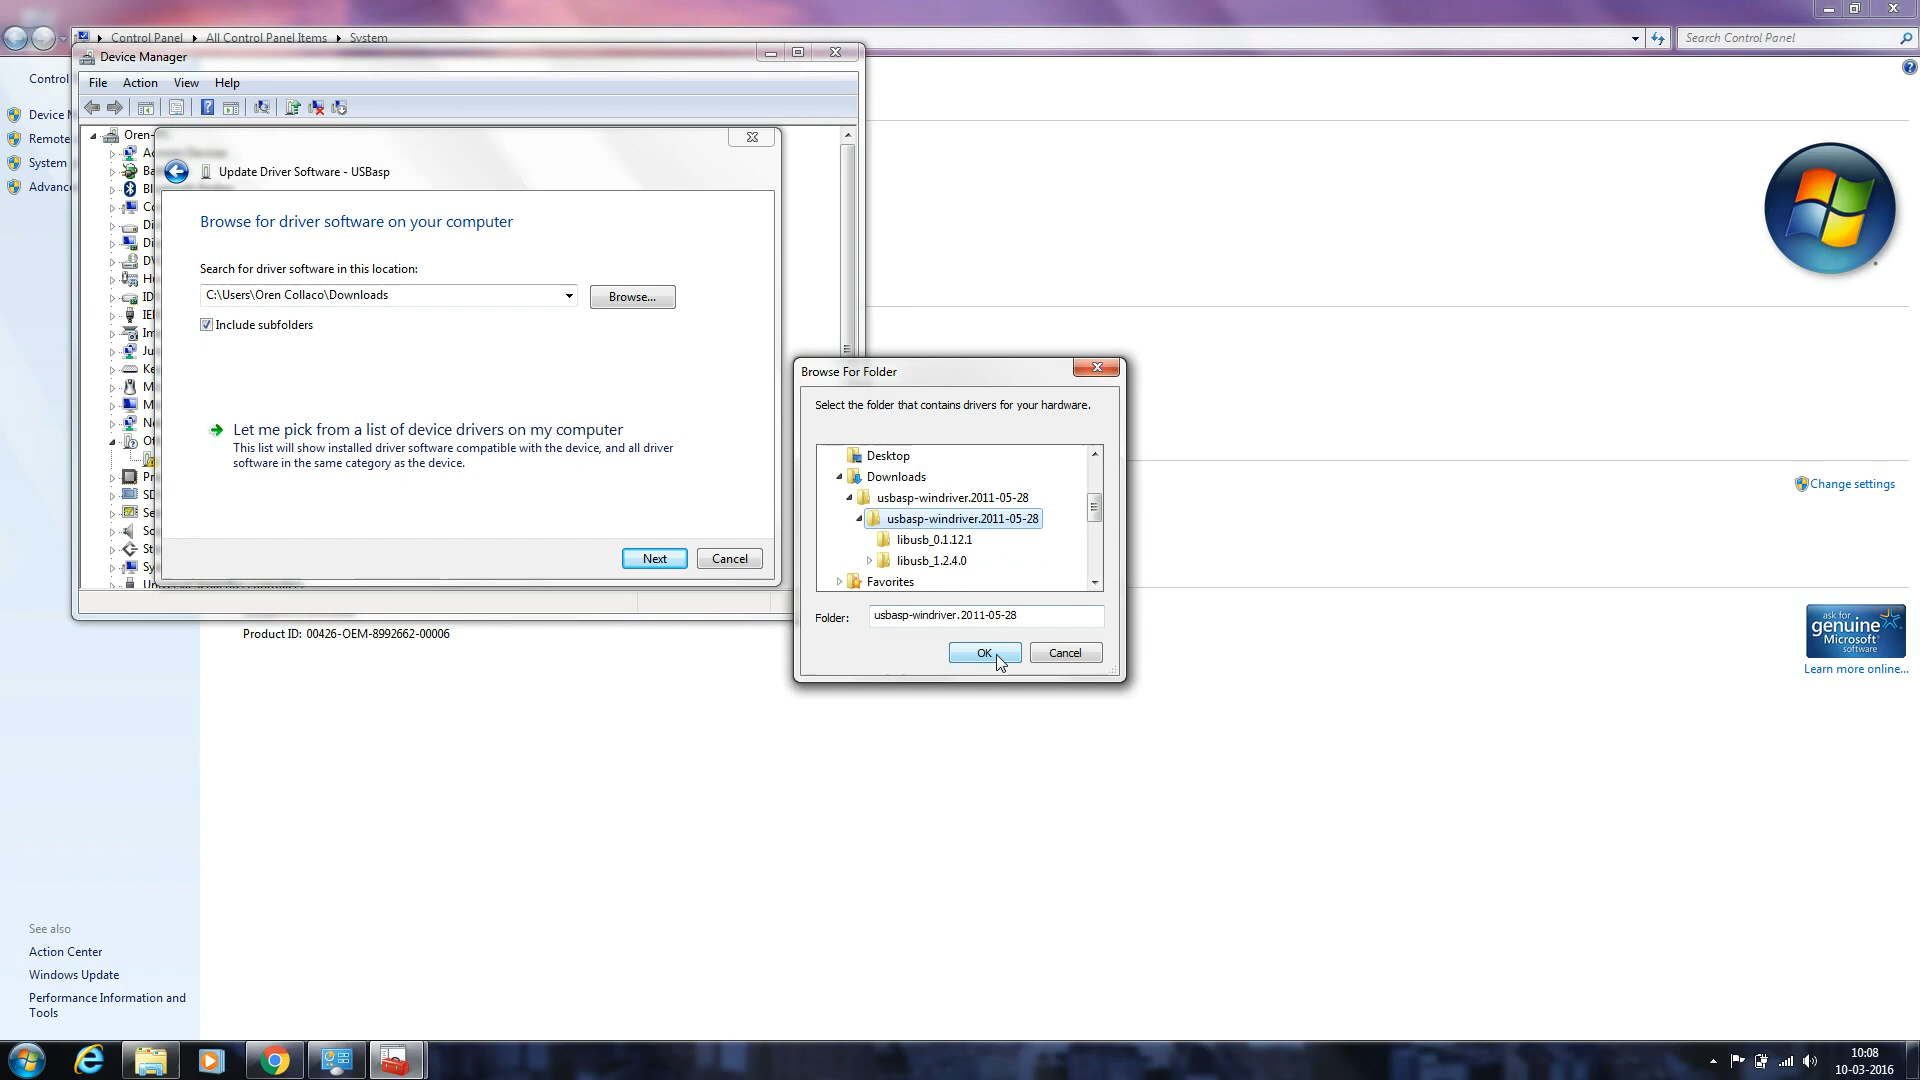 Control Panel ▸ All Control Panel Items ▸ System
Search Control Panel
Control
Device M
Remote
System
Advanc
Device Manager
File Action View Help
Oren-
Update Driver Software - USBasp
Browse for driver software on your computer
Search for driver software in this location:
C:\Users\Oren Collaco\Downloads
Browse...
Include subfolders
Let me pick from a list of device drivers on my computer
This list will show installed driver software compatible with the device, and all driver
software in the same category as the device.
Next Cancel
Browse For Folder
Select the folder that contains drivers for your hardware.
Desktop
Downloads
usbasp-windriver.2011-05-28
usbasp-windriver.2011-05-28
libusb_0.1.12.1
libusb_1.2.4.0
Favorites
Folder: usbasp-windriver.2011-05-28
OK Cancel
Product ID: 00426-OEM-8992662-00006
Change settings
ask for
genuine
Microsoft
software
Learn more online...
See also
Action Center
Windows Update
Performance Information and
Tools
10:08
10-03-2016